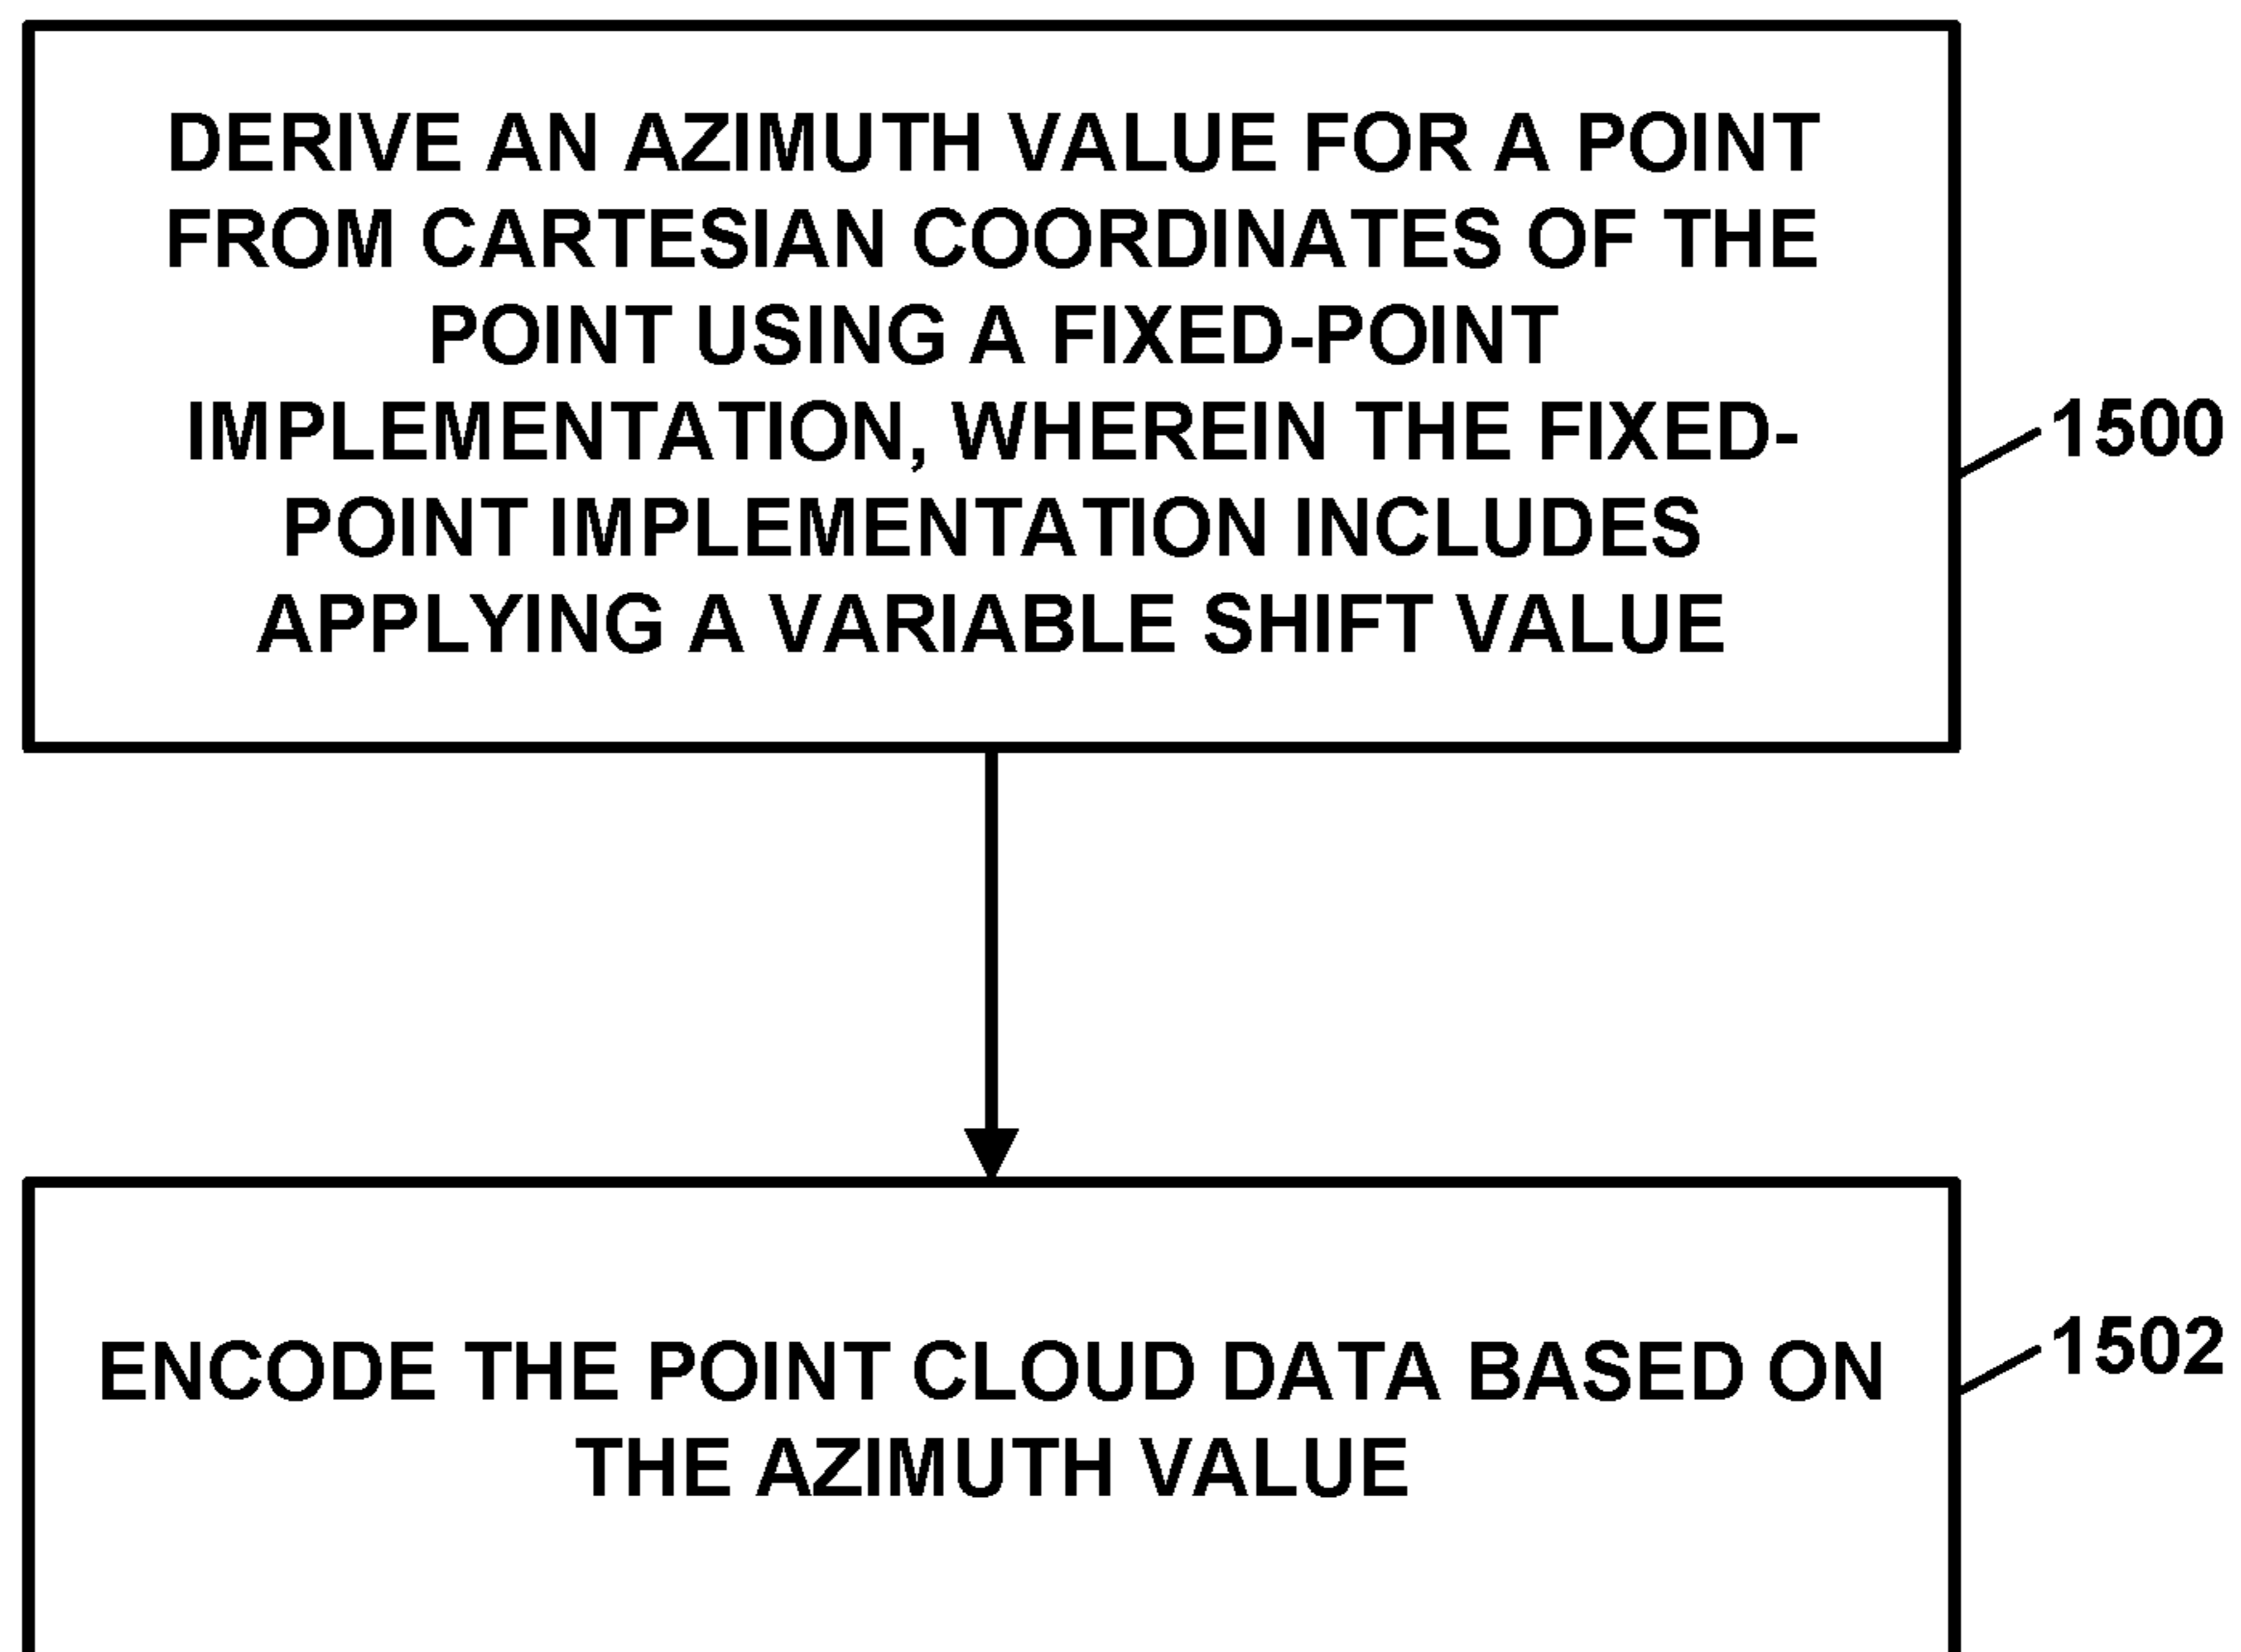 DERIVE AN AZIMUTH VALUE FOR A POINT
FROM CARTESIAN COORDINATES OF THE
POINT USING A FIXED-POINT
IMPLEMENTATION, WHEREIN THE FIXED-
POINT IMPLEMENTATION INCLUDES
APPLYING A VARIABLE SHIFT VALUE
1500
ENCODE THE POINT CLOUD DATA BASED ON
THE AZIMUTH VALUE
1502